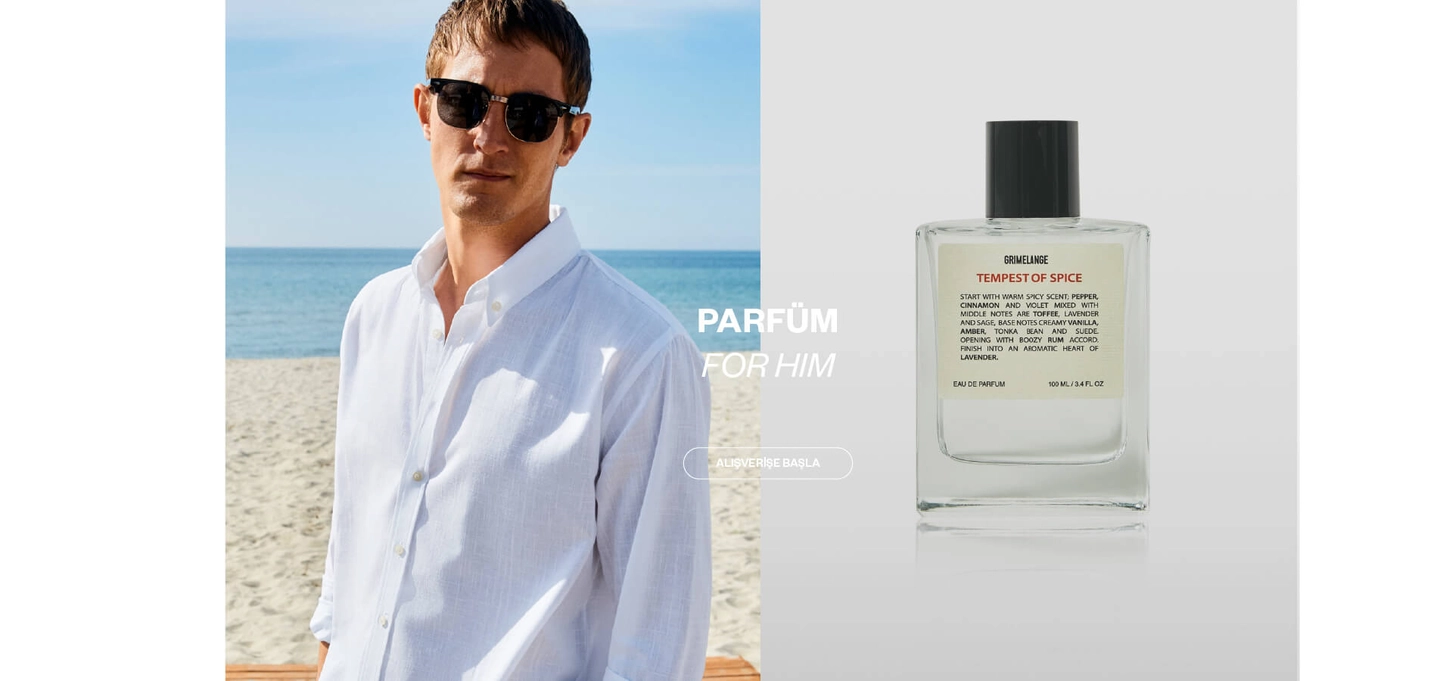 PARFÜM
FOR HIM
ALIŞVERİŞE BAŞLA
GRIMELANGE
TEMPEST OF SPICE
START WITH WARM SPICY SCENT; PEPPER,
CINNAMON AND VIOLET MIXED WITH
MIDDLE NOTES ARE TOFFEE, LAVENDER
AND SAGE, BASE NOTES CREAMY VANILLA,
AMBER, TONKA BEAN AND SUEDE.
OPENING WITH BOOZY RUM ACCORD.
FINISH INTO AN AROMATIC HEART OF
LAVENDER.
EAU DE PARFUM 100 ML / 3.4 FL OZ